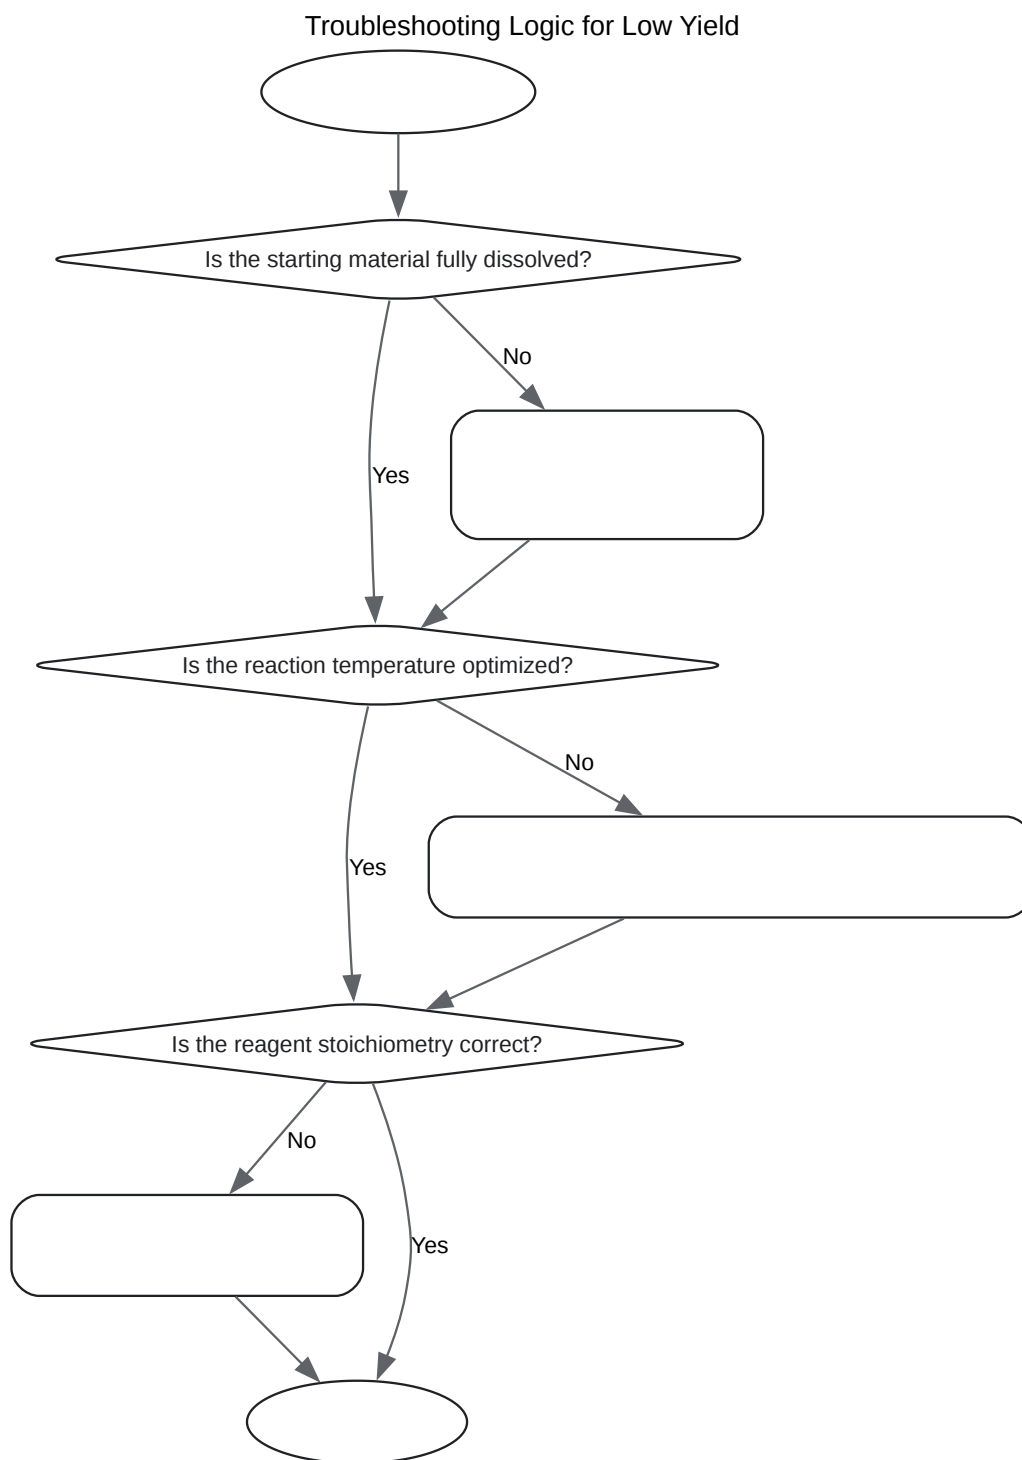 Troubleshooting Logic for Low Yield
Is the starting material fully dissolved?
No
Yes
Is the reaction temperature optimized?
No
Yes
Is the reagent stoichiometry correct?
No
Yes